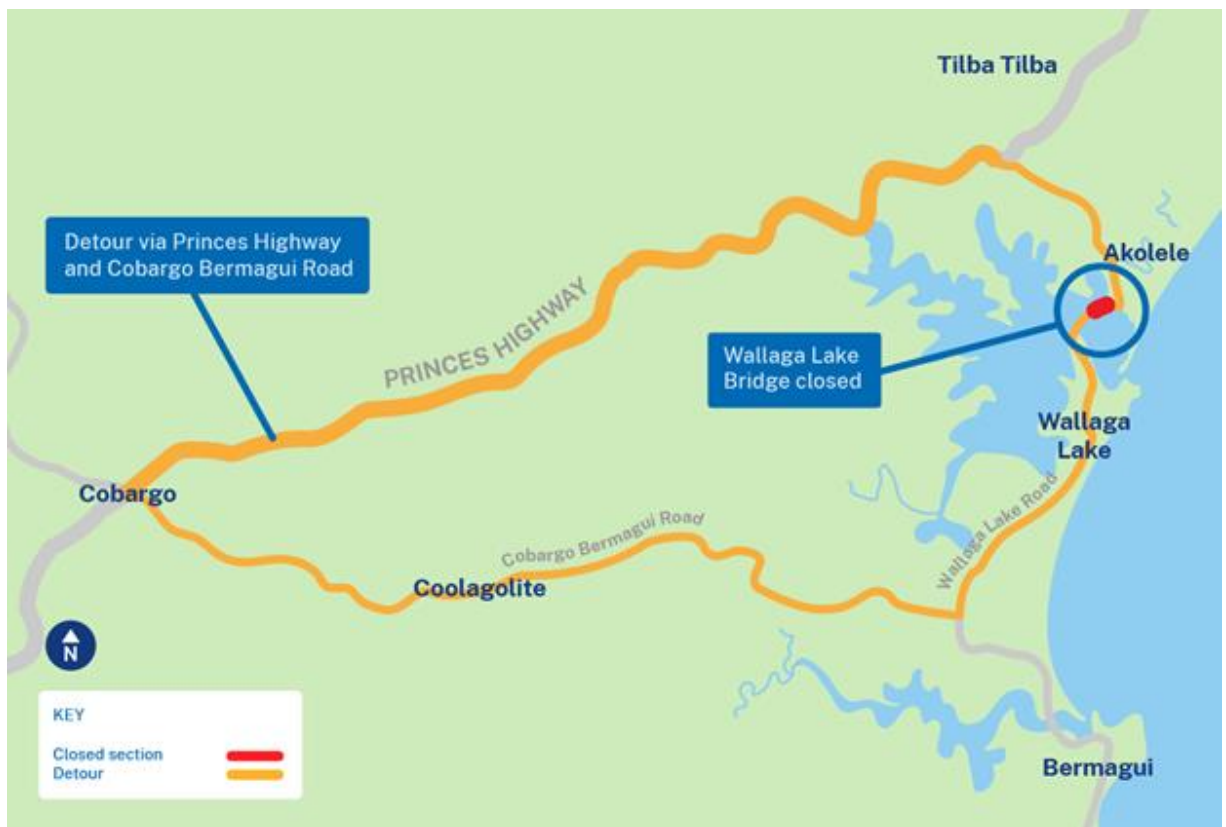 Tilba Tilba
Detour via Princes Highway
and Cobargo Bermagui Road
Akolele
PRINCES HIGHWAY
Wallaga Lake
Bridge closed
Wallaga
Lake
Cobargo
Wallaga Lake Road
Cobargo Bermagui Road
Coolagolite
N
KEY
Closed section
Detour
Bermagui